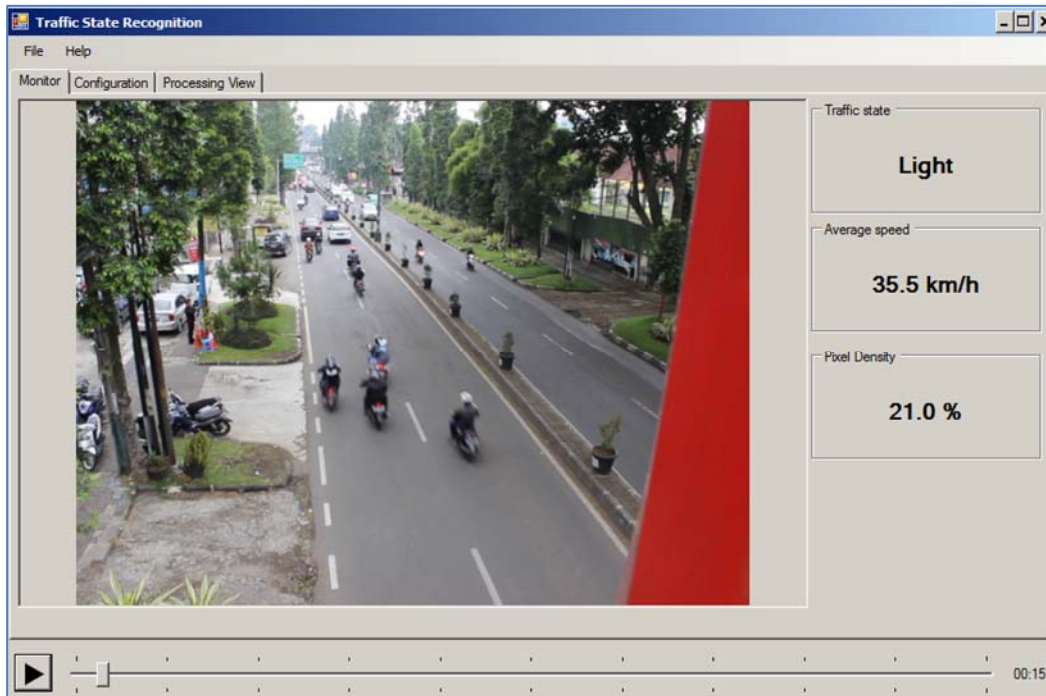 Traffic State Recognition
File Help
Monitor Configuration Processing View
Traffic state
Light
Average speed
35.5 km/h
Pixel Density
21.0 %
00:15